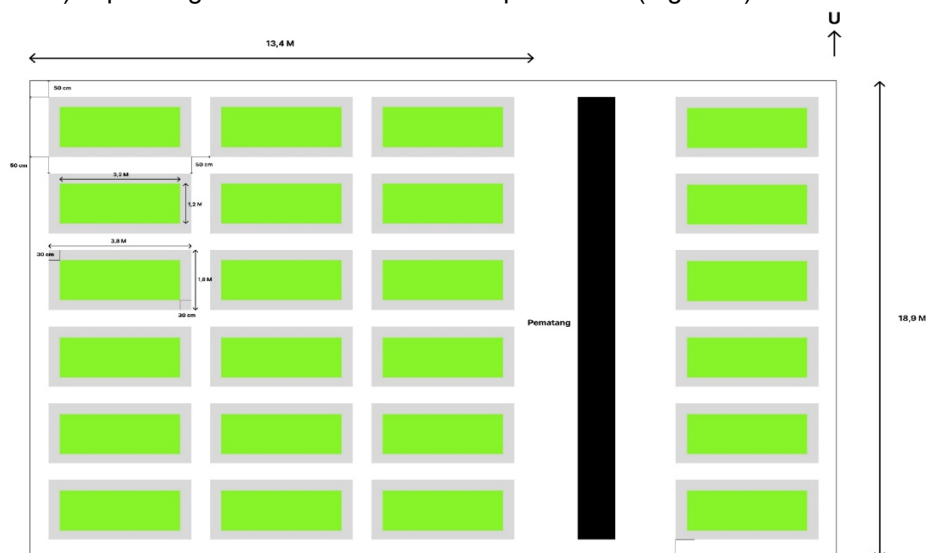 U
13,4 M
50 cm
50 cm
50 cm
3,2 M
1,2 M
3,8 M
30 cm
1,8 M
30 cm
Pematang
18,9 M